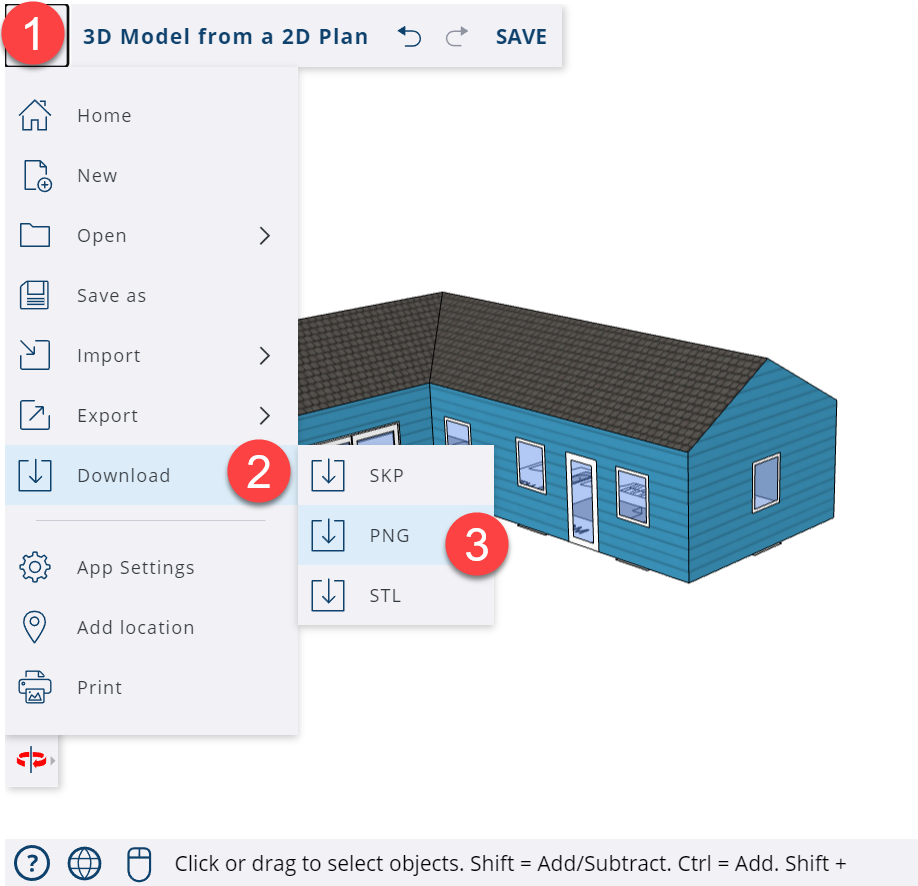 1
3D Model from a 2D Plan SAVE
Home
New
Open
Save as
Import
Export
Download 2
SKP
PNG 3
STL
App Settings
Add location
Print
? Click or drag to select objects. Shift = Add/Subtract. Ctrl = Add. Shift +